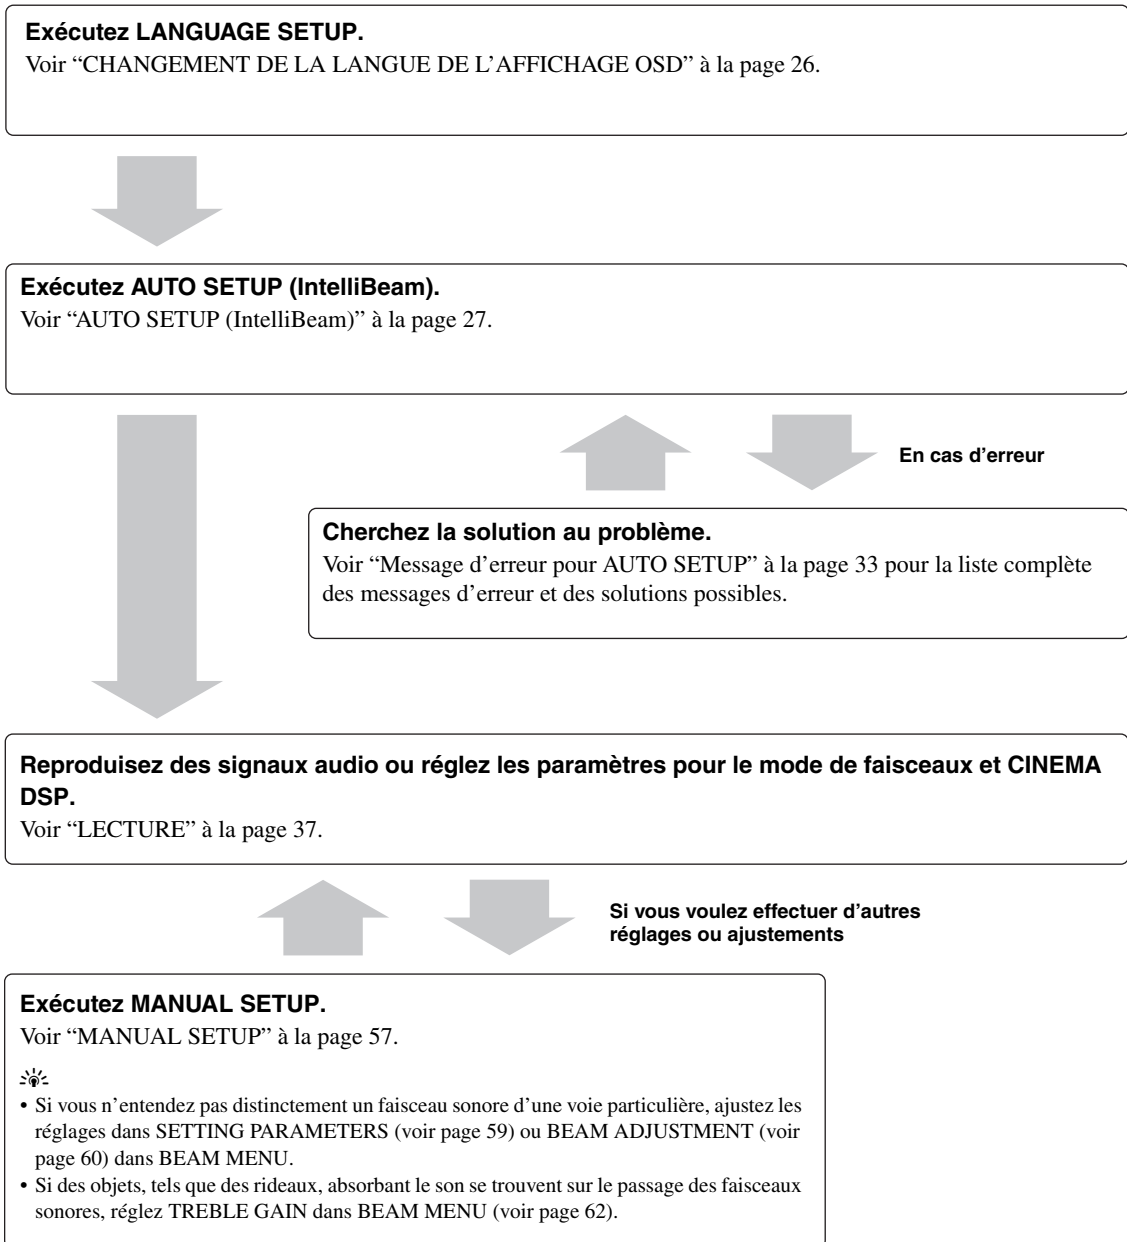 Exécutez LANGUAGE SETUP.
Voir “CHANGEMENT DE LA LANGUE DE L’AFFICHAGE OSD” à la page 26.
Exécutez AUTO SETUP (IntelliBeam).
Voir “AUTO SETUP (IntelliBeam)” à la page 27.
En cas d’erreur
Cherchez la solution au problème.
Voir “Message d’erreur pour AUTO SETUP” à la page 33 pour la liste complète
des messages d’erreur et des solutions possibles.
Reproduisez des signaux audio ou réglez les paramètres pour le mode de faisceaux et CINEMA
DSP.
Voir “LECTURE” à la page 37.
Si vous voulez effectuer d’autres
réglages ou ajustements
Exécutez MANUAL SETUP.
Voir “MANUAL SETUP” à la page 57.
• Si vous n’entendez pas distinctement un faisceau sonore d’une voie particulière, ajustez les
réglages dans SETTING PARAMETERS (voir page 59) ou BEAM ADJUSTMENT (voir
page 60) dans BEAM MENU.
• Si des objets, tels que des rideaux, absorbant le son se trouvent sur le passage des faisceaux
sonores, réglez TREBLE GAIN dans BEAM MENU (voir page 62).